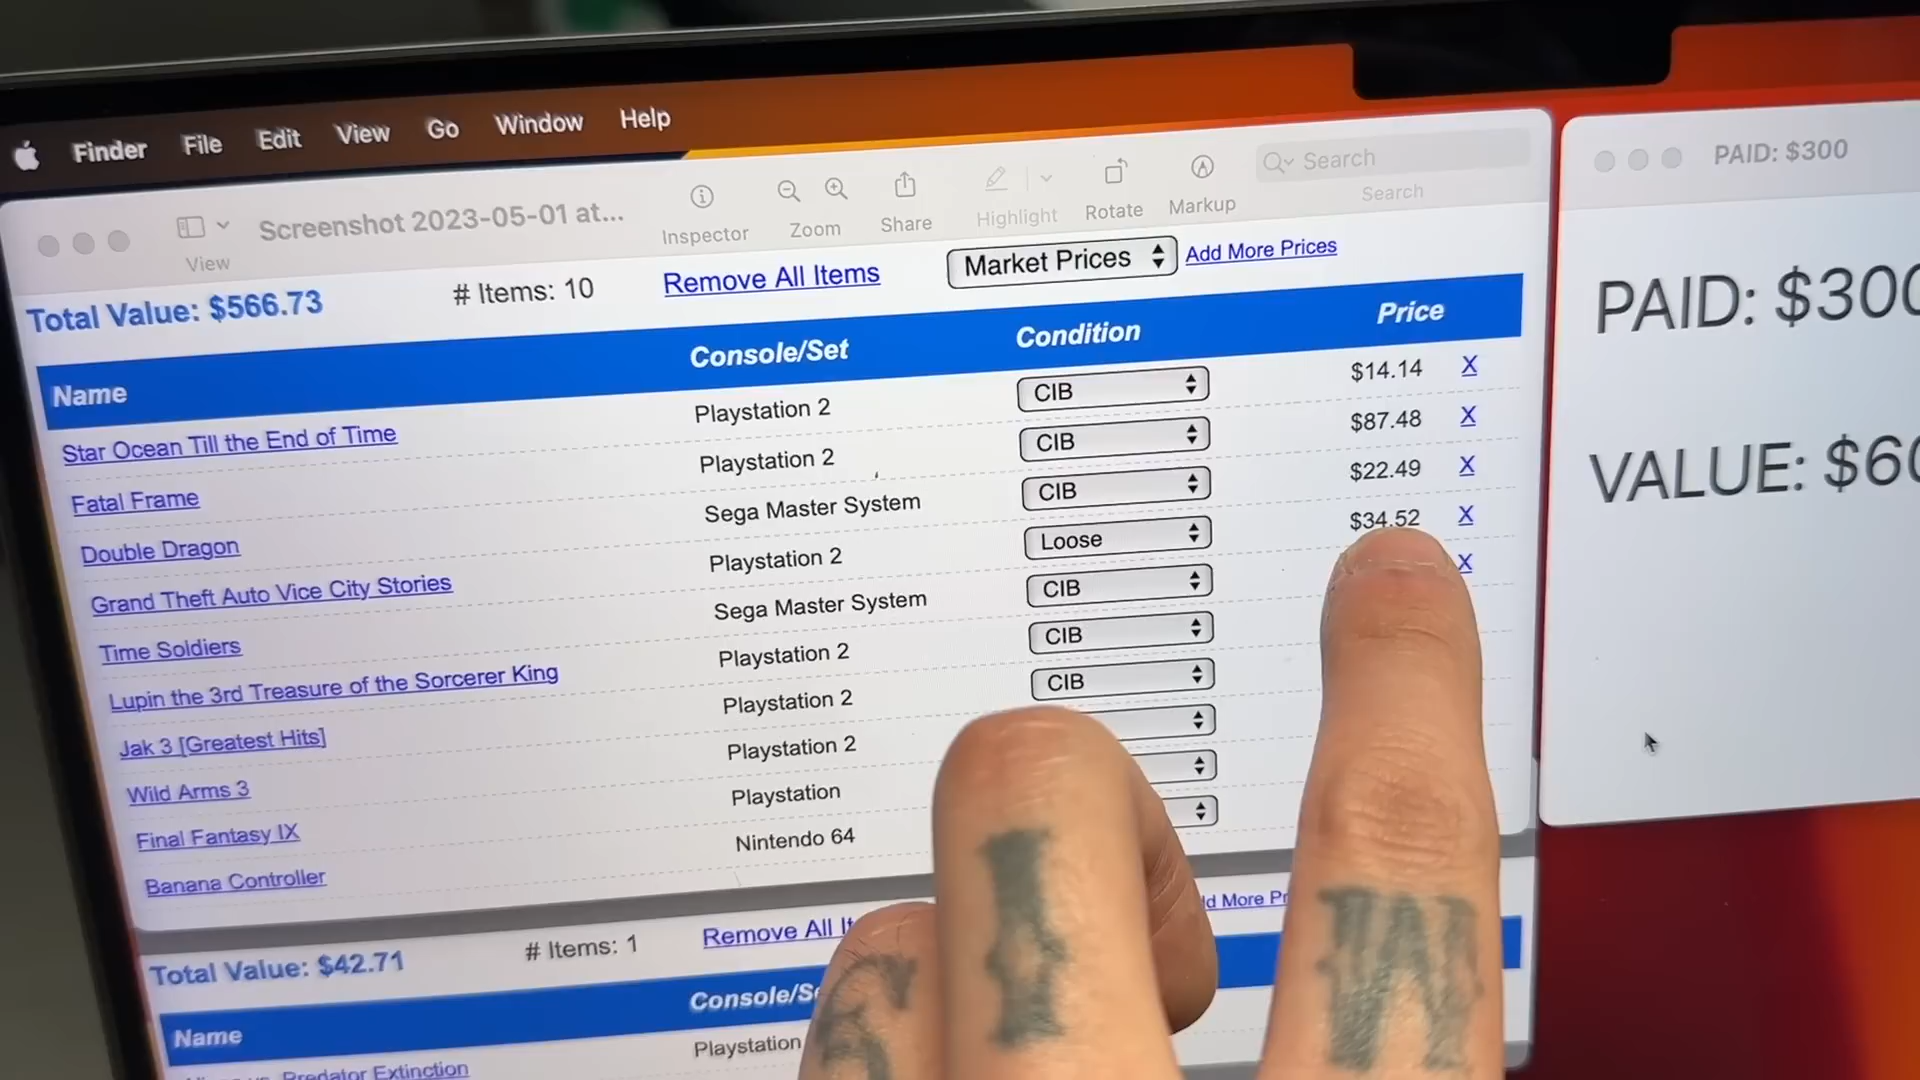 Finder File Edit View Go Window Help
Screenshot 2023-05-01 at...
View
Inspector
Zoom
Share
Highlight
Rotate
Markup
Search
Search
Total Value: $566.73 # Items: 10 Remove All Items Market Prices Add More Prices
Name Console/Set Condition Price
Star Ocean Till the End of Time Playstation 2 CIB $14.14 X
Fatal Frame Playstation 2 CIB $87.48 X
Double Dragon Sega Master System CIB $22.49 X
Grand Theft Auto Vice City Stories Playstation 2 Loose $34.52 X
Time Soldiers Sega Master System CIB X
Lupin the 3rd Treasure of the Sorcerer King Playstation 2 CIB
Jak 3 [Greatest Hits] Playstation 2 CIB
Wild Arms 3 Playstation 2
Final Fantasy IX Playstation
Banana Controller Nintendo 64
Total Value: $42.71 # Items: 1 Remove All More
Name Console/S
Predator Extinction Playstation
PAID: $300
PAID: $300
VALUE: $60
I W